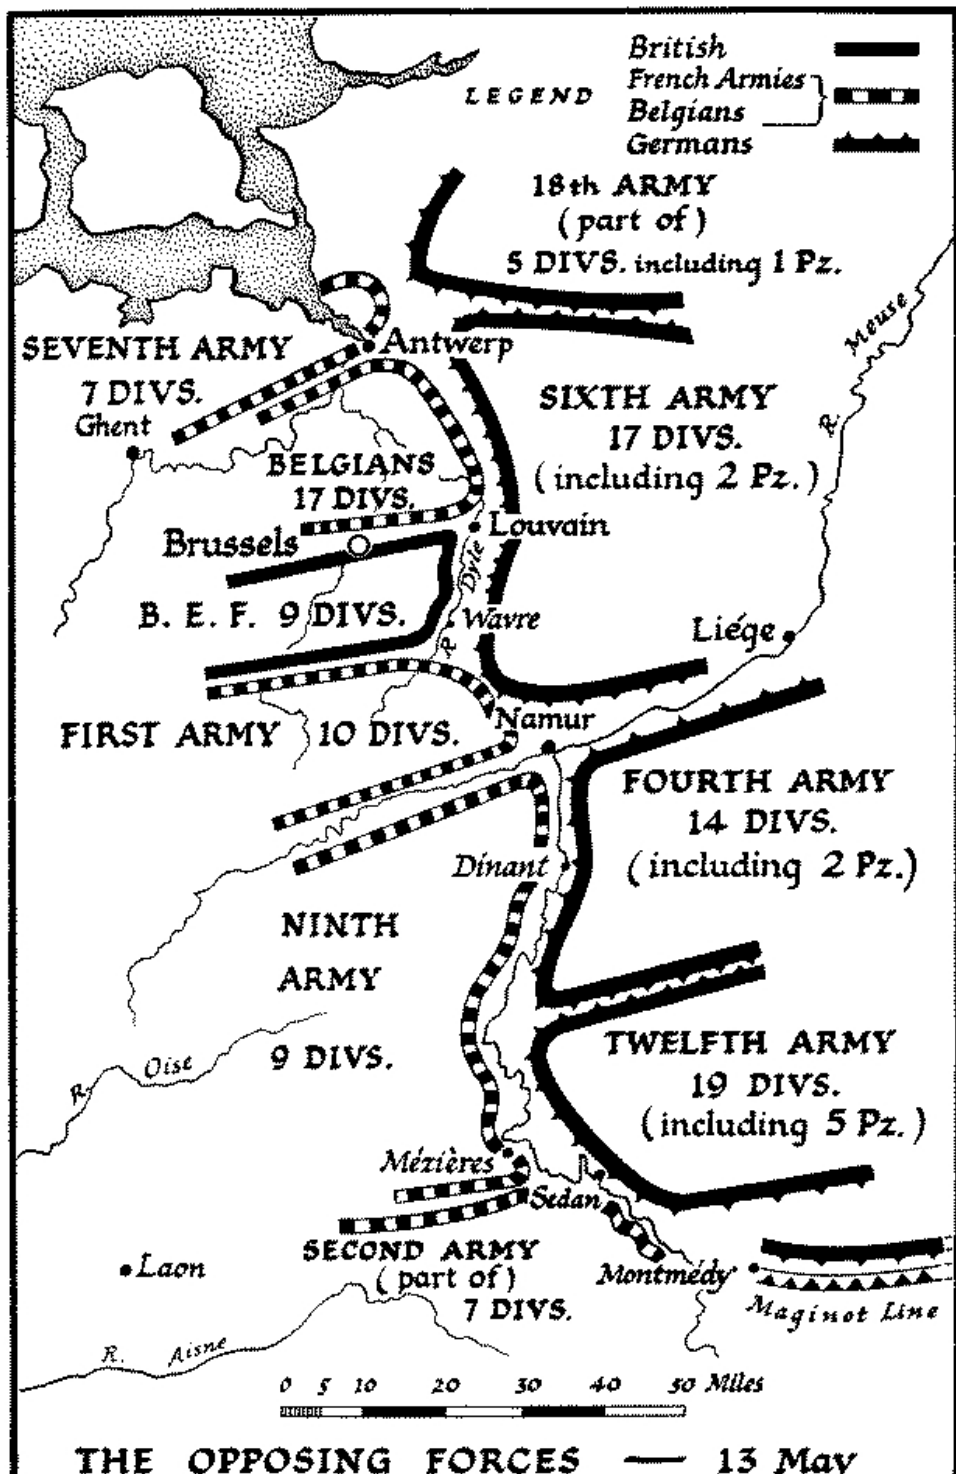 LEGEND
British
French Armies
Belgians
Germans
18th ARMY
(part of)
5 DIVS. including 1 Pz.
R. Meuse
SEVENTH ARMY
7 DIVS.
Antwerp
Ghent
SIXTH ARMY
17 DIVS.
(including 2 Pz.)
BELGIANS
17 DIVS.
Louvain
Brussels
R. Dyle
B. E. F. 9 DIVS.
Wavre
Liége
Namur
FIRST ARMY 10 DIVS.
FOURTH ARMY
14 DIVS.
(including 2 Pz.)
Dinant
NINTH
ARMY
9 DIVS.
R. Oise
TWELFTH ARMY
19 DIVS.
(including 5 Pz.)
Mézières
Sedan
SECOND ARMY
(part of)
7 DIVS.
Laon
Montmédy
Maginot Line
R. Aisne
0 5 10 20 30 40 50 Miles
THE OPPOSING FORCES — 13 May